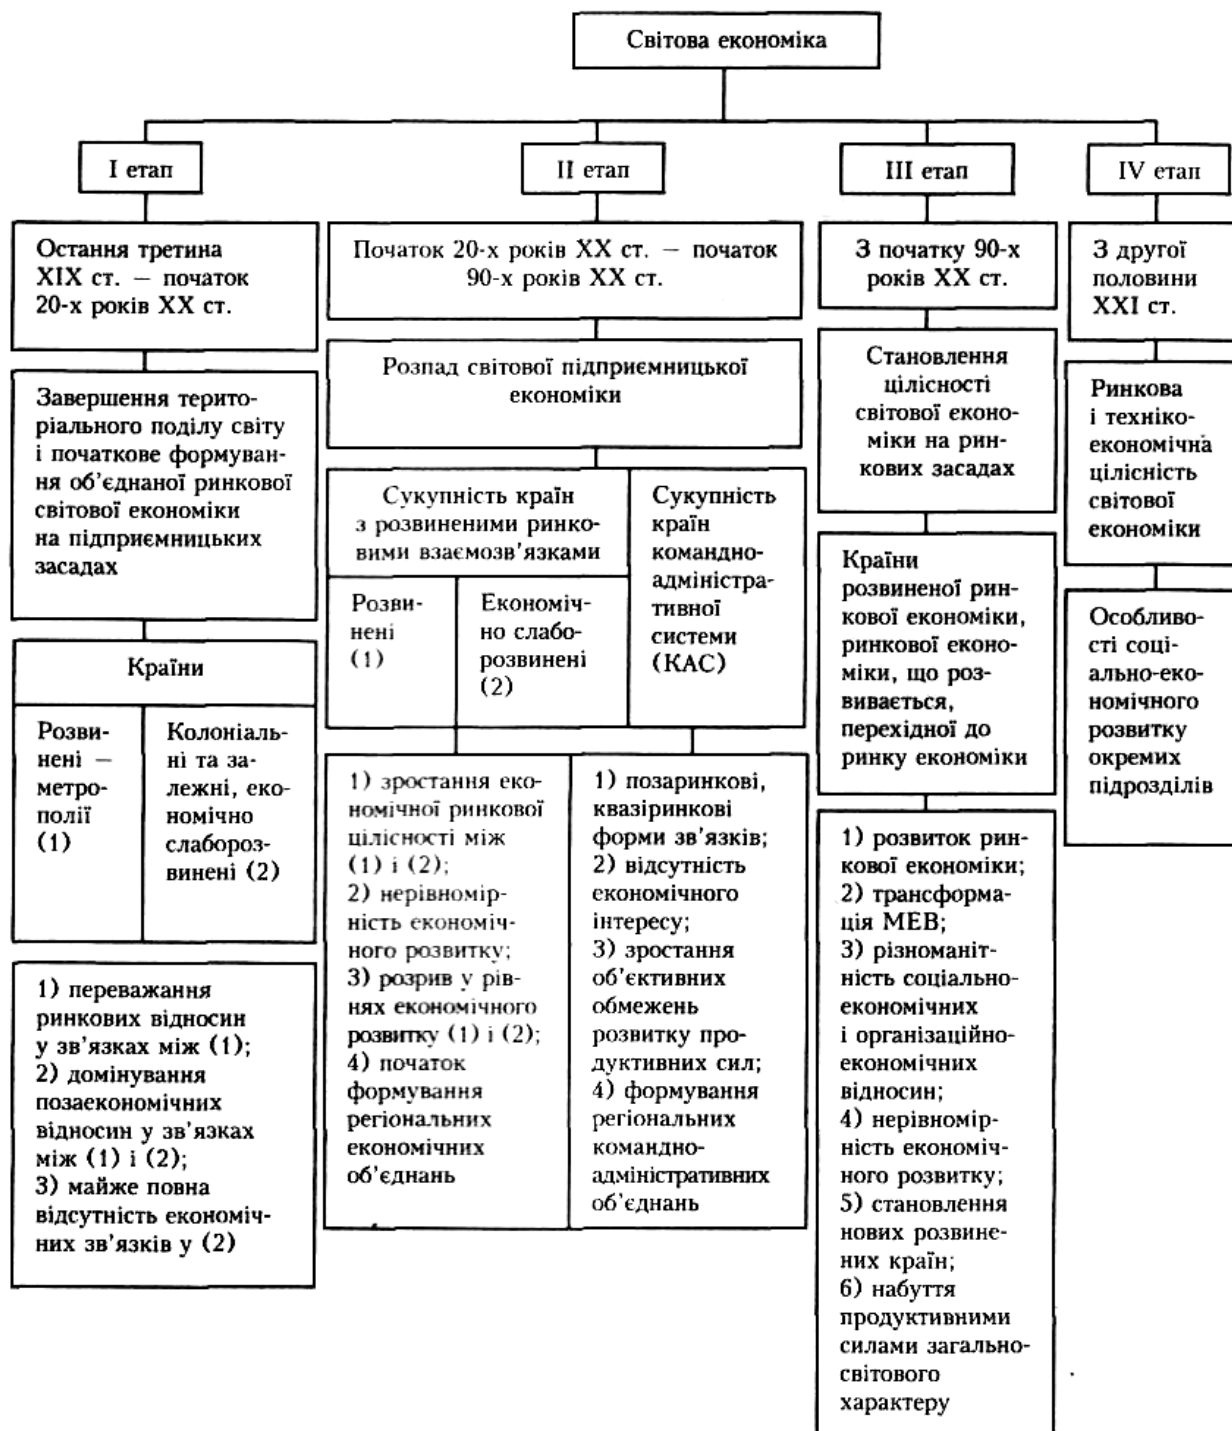 Світова економіка
І етап
ІІ етап
ІІІ етап
IV етап
Остання третина
XIX ст. — початок
20-х років XX ст.
Початок 20-х років XX ст. — початок
90-х років XX ст.
З початку 90-х
років XX ст.
З другої
половини
XXI ст.
Завершення терито-
ріального поділу світу
і початкове формуван-
ня об’єднаної ринкової
світової економіки
на підприємницьких
засадах
Розпад світової підприємницької
економіки
Становлення
цілісності
світової еконо-
міки на рин-
кових засадах
Ринкова
і техніко-
економічна
цілісність
світової
економіки
Країни
Розви-
нені —
метро-
полії
(1)
Колоніаль-
ні та за-
лежні, еко-
номічно
слабороз-
винені (2)
Сукупність країн
з розвиненими ринко-
вими взаємозв’язками
Розви-
нені
(1)
Економіч-
но слабо-
розвинені
(2)
Сукупність
країн
командно-
адміністра-
тивної
системи
(КАС)
Країни
розвиненої рин-
кової економіки,
ринкової еконо-
міки, що роз-
вивається,
перехідної до
ринку економіки
Особливо-
сті соці-
ально-еко-
номічного
розвитку
окремих
підрозділів
1) переважання
ринкових відносин
у зв’язках між (1);
2) домінування
позаекономічних
відносин у зв’язках
між (1) і (2);
3) майже повна
відсутність економіч-
них зв’язків у (2)
1) зростання еко-
номічної ринкової
цілісності між
(1) і (2);
2) нерівномір-
ність економіч-
ного розвитку;
3) розрив у рів-
нях економічного
розвитку (1) і (2);
4) початок
формування
регіональних
економічних
об’єднань
1) позаринкові,
квазіринкові
форми зв’язків;
2) відсутність
економічного
інтересу;
3) зростання
об’єктивних
обмежень
розвитку про-
дуктивних сил;
4) формування
регіональних
командно-
адміністративних
об’єднань
1) розвиток рин-
кової економіки;
2) трансформа-
ція МЕВ;
3) різноманіт-
ність соціально-
економічних
і організаційно-
економічних
відносин;
4) нерівномір-
ність економіч-
ного розвитку;
5) становлення
нових розвине-
них країн;
6) набуття
продуктивними
силами загально-
світового
характеру